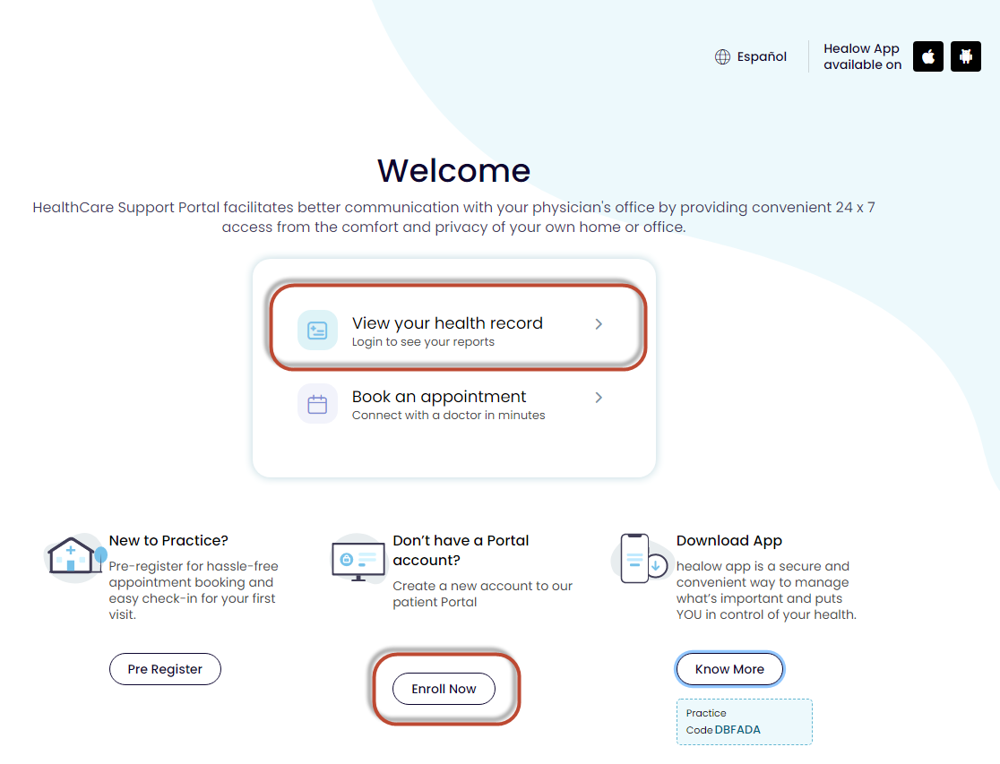 Español
Healow App
available on
Welcome
HealthCare Support Portal facilitates better communication with your physician's office by providing convenient 24 x 7
access from the comfort and privacy of your own home or office.
View your health record
Login to see your reports
Book an appointment
Connect with a doctor in minutes
New to Practice?
Pre-register for hassle-free
appointment booking and
easy check-in for your first
visit.
Pre Register
Don’t have a Portal
account?
Create a new account to our
patient Portal
Enroll Now
Download App
healow app is a secure and
convenient way to manage
what’s important and puts
YOU in control of your health.
Know More
Practice
Code DBFADA